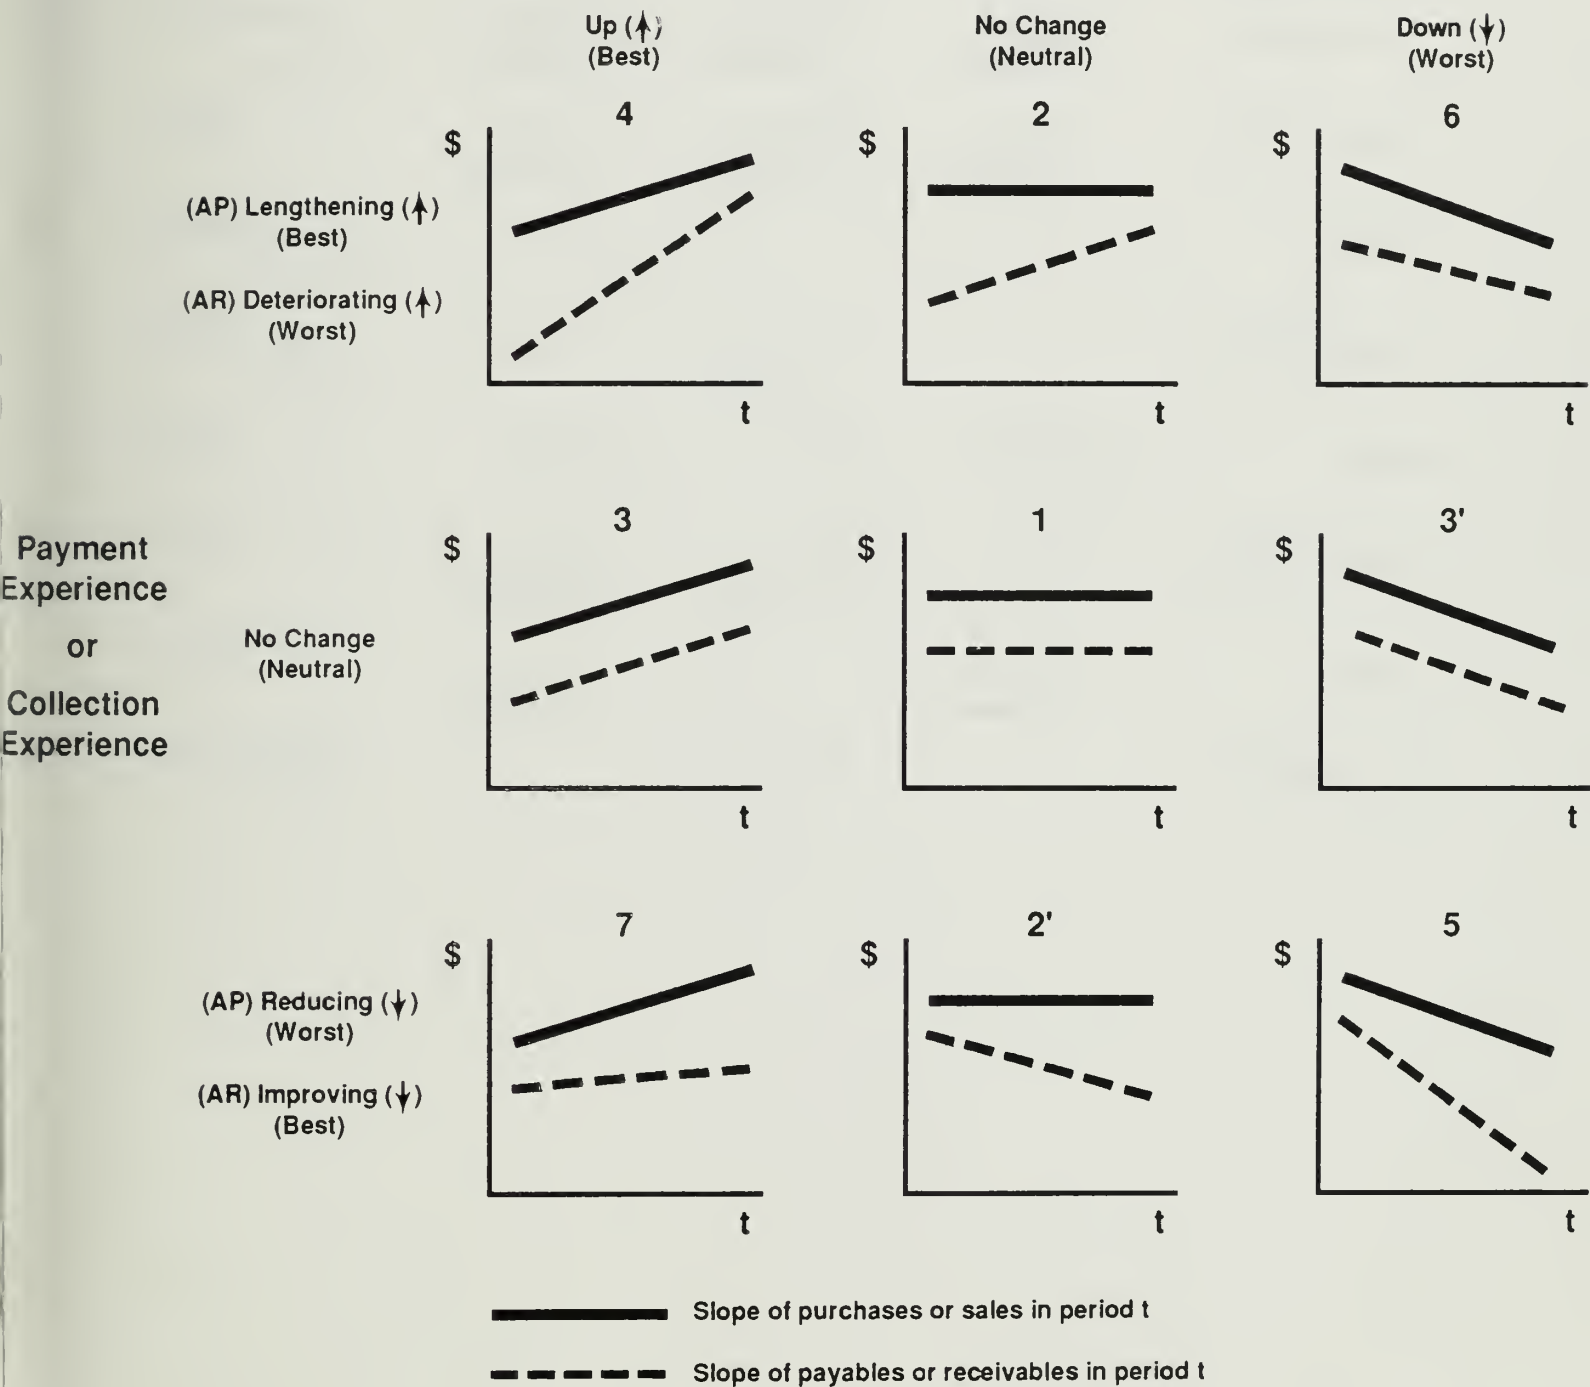 Up (↑)
(Best)
No Change
(Neutral)
Down (↓)
(Worst)
4
2
6
$
$
$
(AP) Lengthening (↑)
(Best)
(AR) Deteriorating (↑)
(Worst)
t
t
t
3
1
3'
$
$
$
Payment
Experience
or
Collection
Experience
No Change
(Neutral)
t
t
t
7
2'
5
$
$
$
(AP) Reducing (↓)
(Worst)
(AR) Improving (↓)
(Best)
t
t
t
Slope of purchases or sales in period t
Slope of payables or receivables in period t